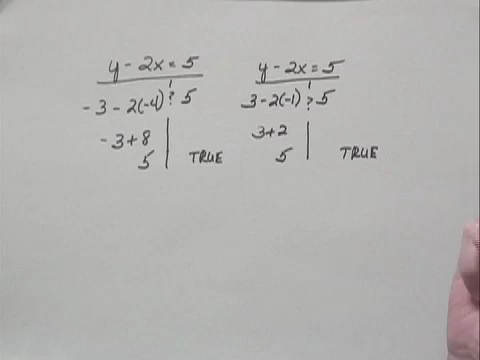 y - 2x = 5
-3 - 2(-4) ? 5
-3 + 8
5 TRUE
y - 2x = 5
3 - 2(-1) ? 5
3 + 2
5 TRUE